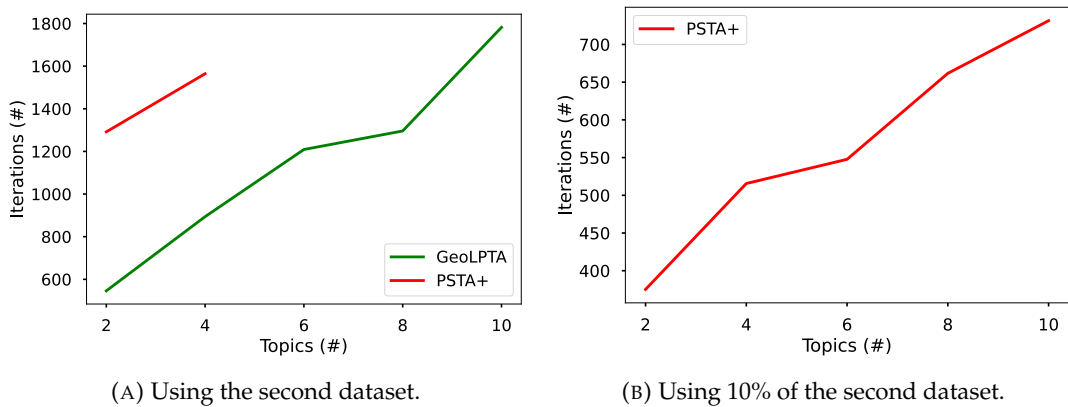 1800
1600
1400
1200
1000
800
600
Iterations (#)
GeoLPTA
PSTA+
2 4 6 8 10
Topics (#)
(A) Using the second dataset.
PSTA+
700
650
600
550
500
450
400
Iterations (#)
2 4 6 8 10
Topics (#)
(B) Using 10% of the second dataset.